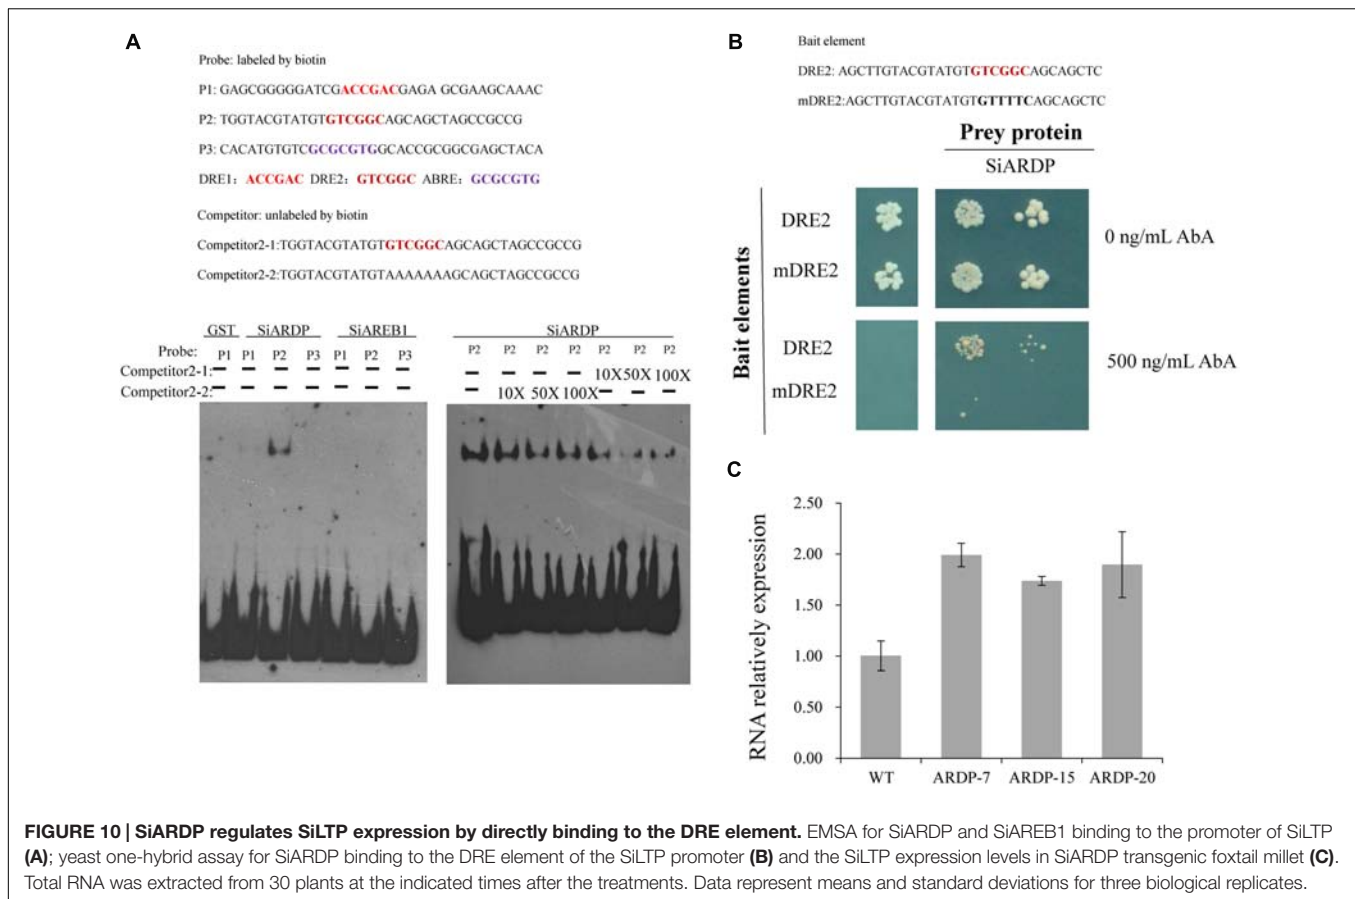 A
Probe: labeled by biotin
P1: GAGCGGGGGATCGACCGACGAGA GCGAAGCAAAC
P2: TGGTACGTATGTGTCGGCAGCAGCTAGCCGCCG
P3: CACATGTGTCGCGCGTGGCACCGCGGCGAGCTACA
DRE1: ACCGAC DRE2: GTCGGC ABRE: GCGCGTG
Competitor: unlabeled by biotin
Competitor2-1:TGGTACGTATGTGTCGGCAGCAGCTAGCCGCCG
Competitor2-2:TGGTACGTATGTAAAAAAAGCAGCTAGCCGCCG
GST SiARDP SiAREB1
Probe: P1 P1 P2 P3 P1 P2 P3
Competitor2-1: – – – – – – –
Competitor2-2: – – – – – – –
SiARDP
P2 P2 P2 P2 P2 P2 P2
– – – – 10X 50X 100X
– 10X 50X 100X – – –
B
Bait element
DRE2: AGCTTGTACGTATGTGTCGGCAGCAGCTC
mDRE2:AGCTTGTACGTATGTGTTTTCAGCAGCTC
Prey protein
SiARDP
Bait elements
DRE2
mDRE2
0 ng/mL AbA
DRE2
mDRE2
500 ng/mL AbA
C
RNA relatively expression
2.50
2.00
1.50
1.00
0.50
0.00
WT ARDP-7 ARDP-15 ARDP-20
FIGURE 10 | SiARDP regulates SiLTP expression by directly binding to the DRE element. EMSA for SiARDP and SiAREB1 binding to the promoter of SiLTP
(A); yeast one-hybrid assay for SiARDP binding to the DRE element of the SiLTP promoter (B) and the SiLTP expression levels in SiARDP transgenic foxtail millet (C).
Total RNA was extracted from 30 plants at the indicated times after the treatments. Data represent means and standard deviations for three biological replicates.